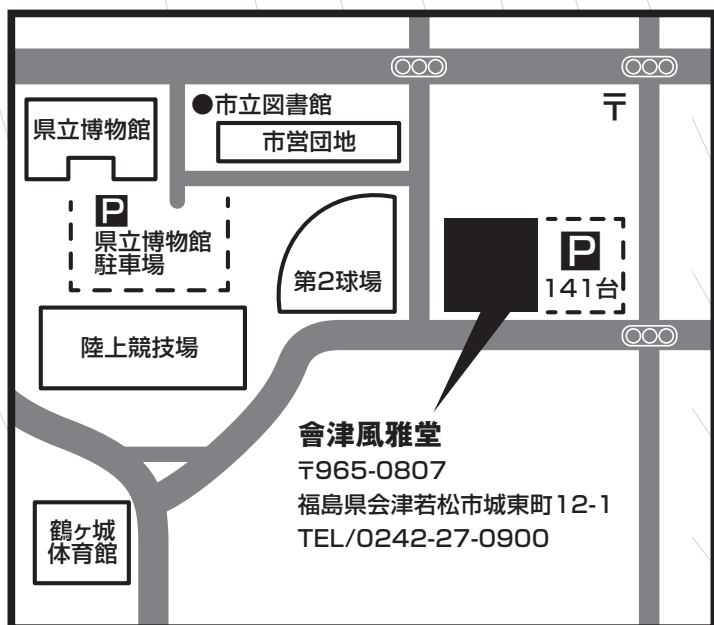 ●市立図書館
〒
県立博物館
市営団地
P
県立博物館
駐車場
第2球場
P
141台
陸上競技場
會津風雅堂
〒965-0807
福島県会津若松市城東町12-1
TEL/0242-27-0900
鶴ヶ城
体育館